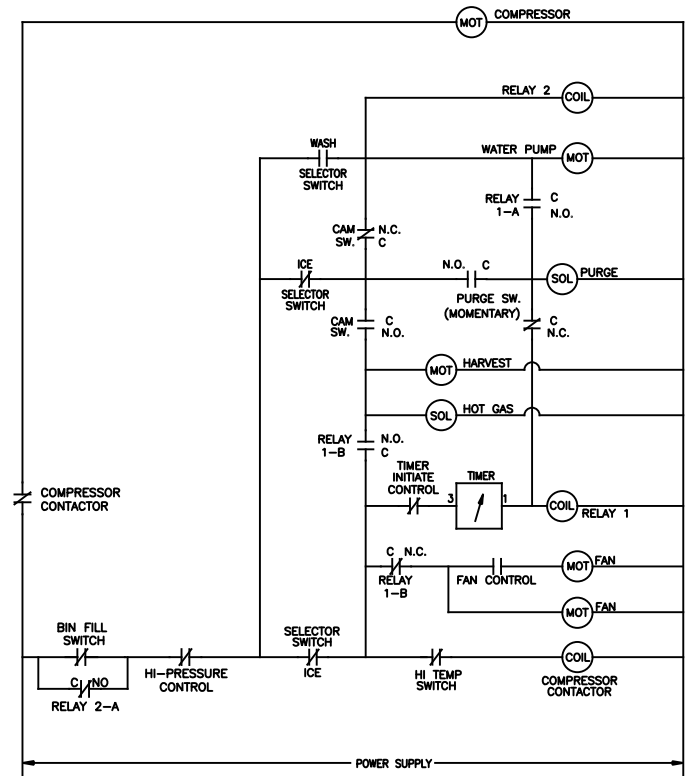 COMPRESSOR
MOT
RELAY 2
COIL
WASH
SELECTOR
SWITCH
WATER PUMP
MOT
RELAY
1-A
C
N.O.
CAM
SW.
N.C.
C
ICE
SELECTOR
SWITCH
N.O. C
PURGE SW.
(MOMENTARY)
SOL
PURGE
CAM
SW.
C
N.O.
C
N.C.
MOT
HARVEST
SOL
HOT GAS
RELAY
1-B
N.O.
C
TIMER
INITIATE
CONTROL
TIMER
3
1
COIL
RELAY 1
COMPRESSOR
CONTACTOR
C N.C.
RELAY
1-B
FAN CONTROL
MOT
FAN
MOT
FAN
BIN FILL
SWITCH
C NO
RELAY 2-A
HI-PRESSURE
CONTROL
SELECTOR
SWITCH
ICE
HI TEMP
SWITCH
COIL
COMPRESSOR
CONTACTOR
POWER SUPPLY